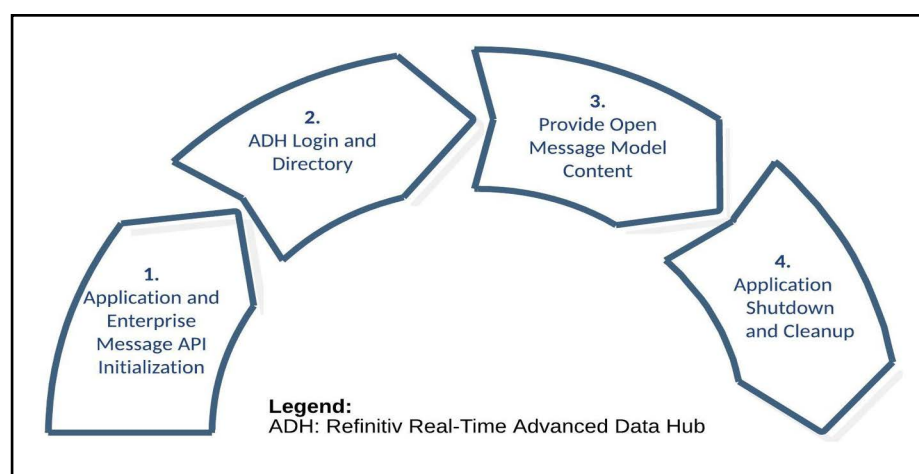 1.
Application and
Enterprise
Message API
Initialization
2.
ADH Login and
Directory
3.
Provide Open
Message Model
Content
4.
Application
Shutdown
and Cleanup
Legend:
ADH: Refinitiv Real-Time Advanced Data Hub